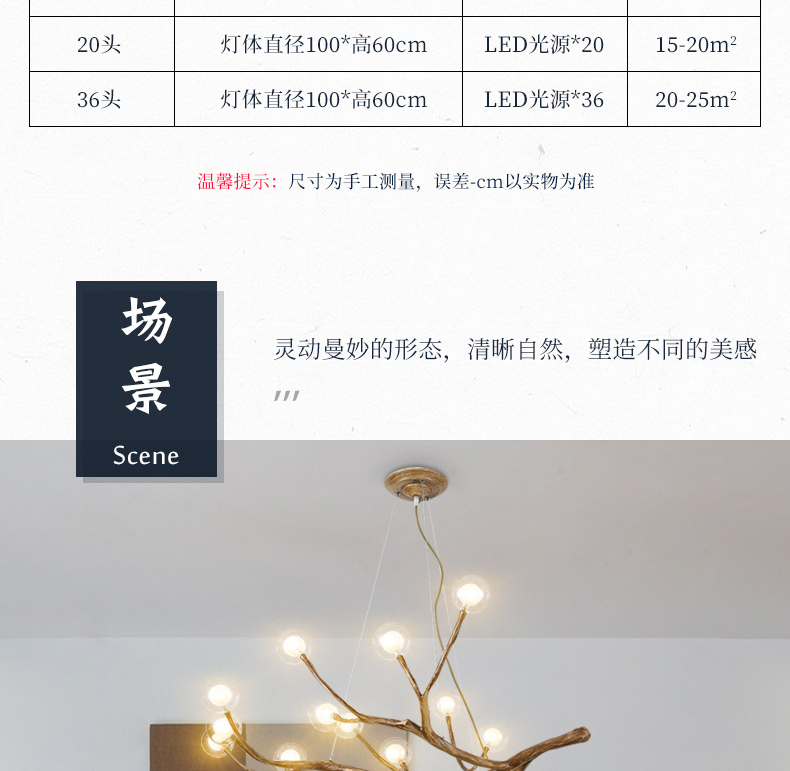 20头 灯体直径100*高60cm LED光源*20 15-20m²
36头 灯体直径100*高60cm LED光源*36 20-25m²
温馨提示：尺寸为手工测量，误差-cm以实物为准
场
景
Scene
灵动曼妙的形态，清晰自然，塑造不同的美感